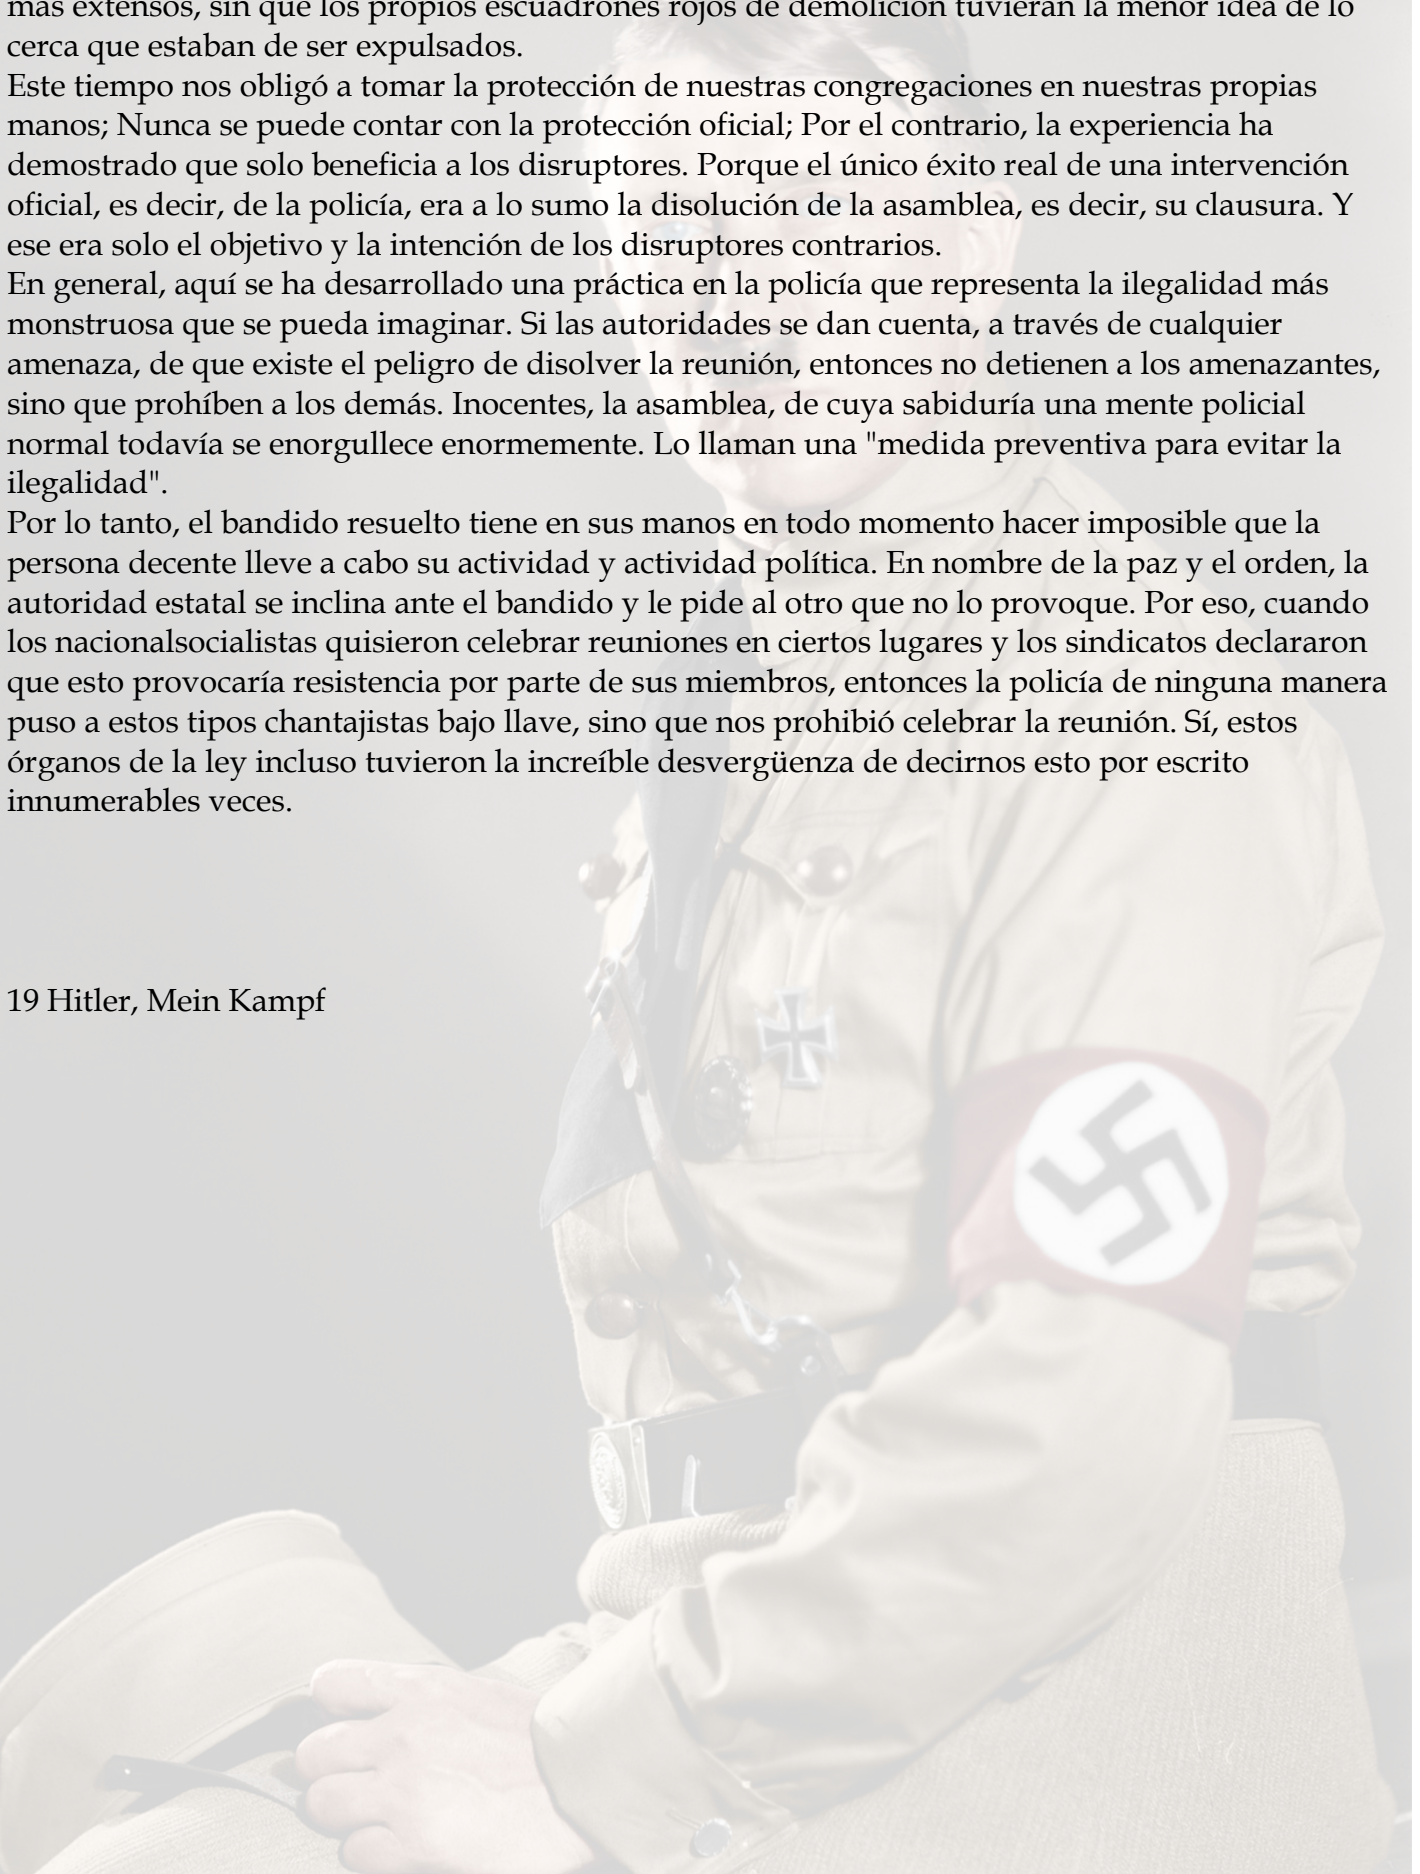 más extensos, sin que los propios escuadrones rojos de demolición tuvieran la menor idea de lo
cerca que estaban de ser expulsados.
Este tiempo nos obligó a tomar la protección de nuestras congregaciones en nuestras propias
manos; Nunca se puede contar con la protección oficial; Por el contrario, la experiencia ha
demostrado que solo beneficia a los disruptores. Porque el único éxito real de una intervención
oficial, es decir, de la policía, era a lo sumo la disolución de la asamblea, es decir, su clausura. Y
ese era solo el objetivo y la intención de los disruptores contrarios.
En general, aquí se ha desarrollado una práctica en la policía que representa la ilegalidad más
monstruosa que se pueda imaginar. Si las autoridades se dan cuenta, a través de cualquier
amenaza, de que existe el peligro de disolver la reunión, entonces no detienen a los amenazantes,
sino que prohíben a los demás. Inocentes, la asamblea, de cuya sabiduría una mente policial
normal todavía se enorgullece enormemente. Lo llaman una "medida preventiva para evitar la
ilegalidad".
Por lo tanto, el bandido resuelto tiene en sus manos en todo momento hacer imposible que la
persona decente lleve a cabo su actividad y actividad política. En nombre de la paz y el orden, la
autoridad estatal se inclina ante el bandido y le pide al otro que no lo provoque. Por eso, cuando
los nacionalsocialistas quisieron celebrar reuniones en ciertos lugares y los sindicatos declararon
que esto provocaría resistencia por parte de sus miembros, entonces la policía de ninguna manera
puso a estos tipos chantajistas bajo llave, sino que nos prohibió celebrar la reunión. Sí, estos
órganos de la ley incluso tuvieron la increíble desvergüenza de decirnos esto por escrito
innumerables veces.
19 Hitler, Mein Kampf